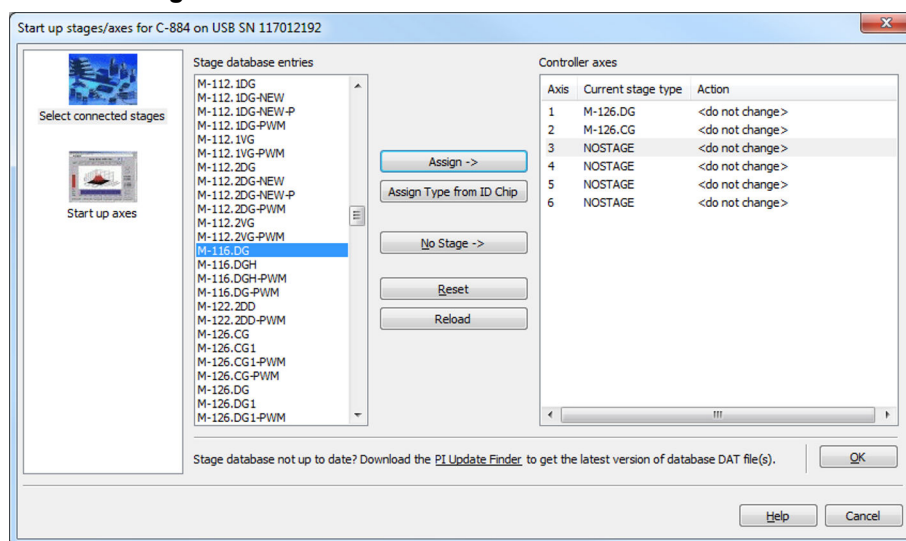 Start up stages/axes for C-884 on USB SN 117012192
Select connected stages
Start up axes
Stage database entries
M-112.1DG
M-112.1DG-NEW
M-112.1DG-NEW-P
M-112.1DG-PWM
M-112.1VG
M-112.1VG-PWM
M-112.2DG
M-112.2DG-NEW
M-112.2DG-NEW-P
M-112.2DG-PWM
M-112.2VG
M-112.2VG-PWM
M-116.DG
M-116.DGH
M-116.DGH-PWM
M-116.DG-PWM
M-122.2DD
M-122.2DD-PWM
M-126.CG
M-126.CG1
M-126.CG1-PWM
M-126.CG-PWM
M-126.DG
M-126.DG1
M-126.DG1-PWM
Assign ->
Assign Type from ID Chip
No Stage ->
Reset
Reload
Controller axes
Axis Current stage type Action
1 M-126.DG <do not change>
2 M-126.CG <do not change>
3 NOSTAGE <do not change>
4 NOSTAGE <do not change>
5 NOSTAGE <do not change>
6 NOSTAGE <do not change>
Stage database not up to date? Download the PI Update Finder to get the latest version of database DAT file(s).
OK
Help
Cancel